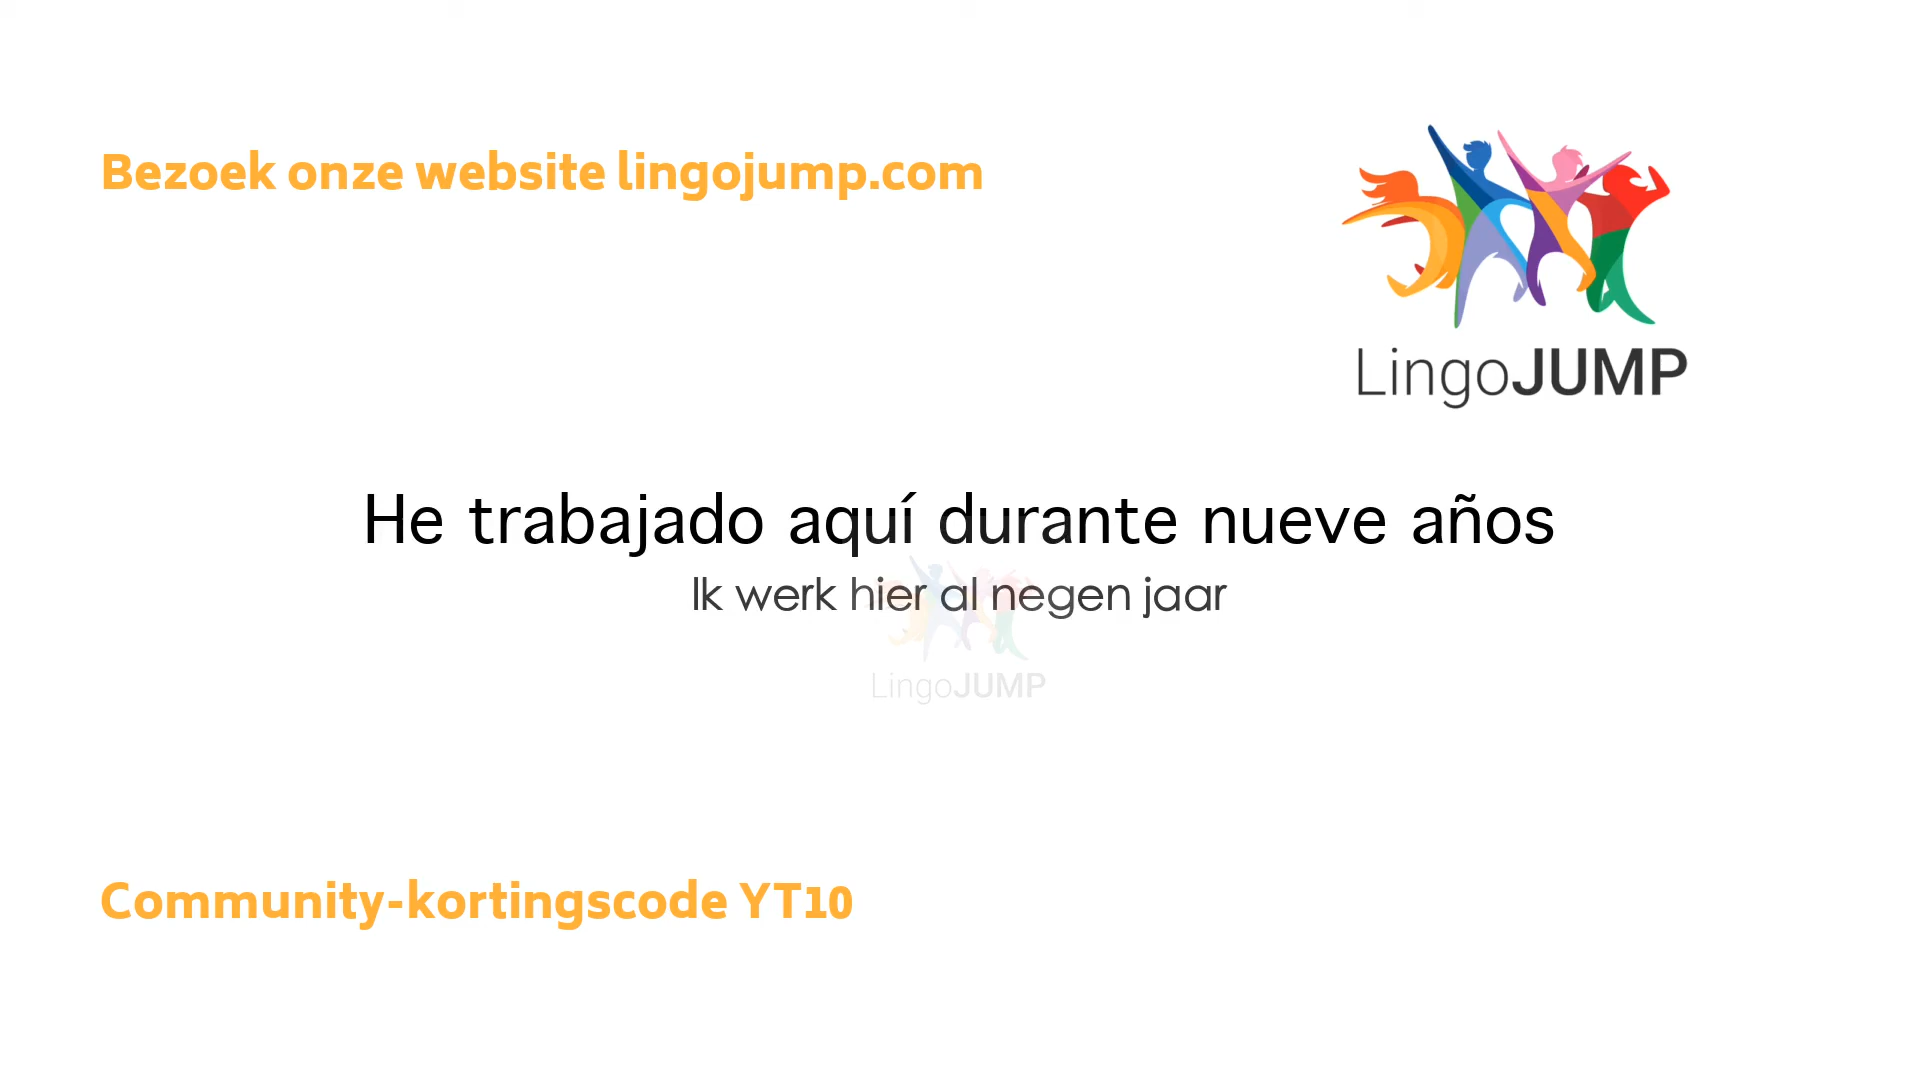 Bezoek onze website lingojump.com
LingoJUMP
He trabajado aquí durante nueve años
Ik werk hier al negen jaar
LingoJUMP
Community-kortingscode YT10